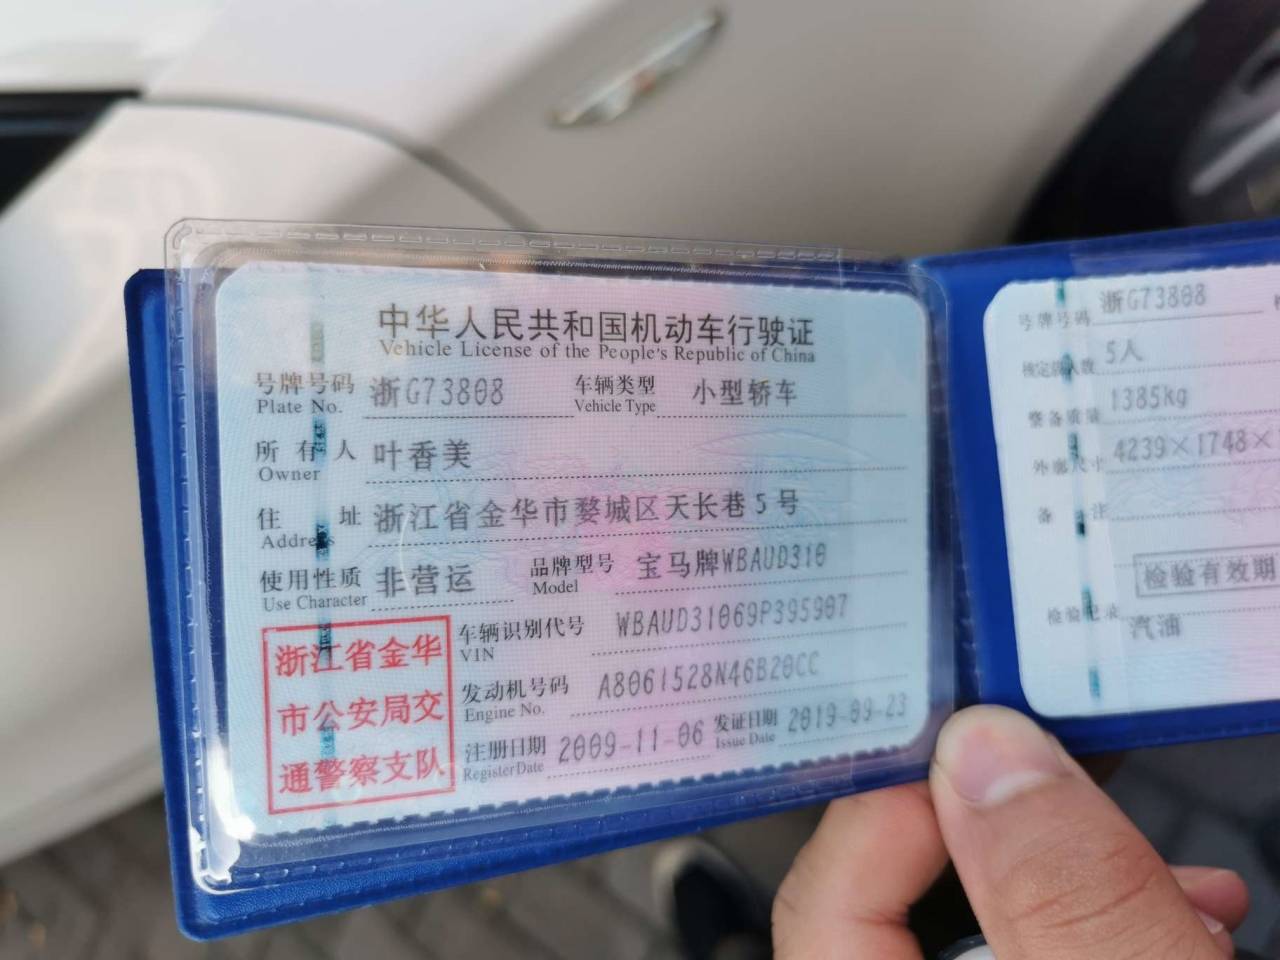 中华人民共和国机动车行驶证
Vehicle License of the People's Republic of China
号牌号码 浙G73808 车辆类型 小型轿车
Plate No. Vehicle Type
所有人 叶香美
Owner
住址 浙江省金华市婺城区天长巷5号
Address
使用性质 非营运 品牌型号 宝马牌WBAUD310
Use Character Model
车辆识别代号 WBAUD31069P395907
VIN
发动机号码 A8061528N46B20CC
Engine No.
注册日期 2009-11-06 发证日期 2019-09-23
Register Date Issue Date
浙江省金华
市公安局交
通警察支队
号牌号码 浙G73808
核定载人数 5人
整备质量 1385kg
外廓尺寸 4239×1748×
备注
检验有效期
检验记录
汽油